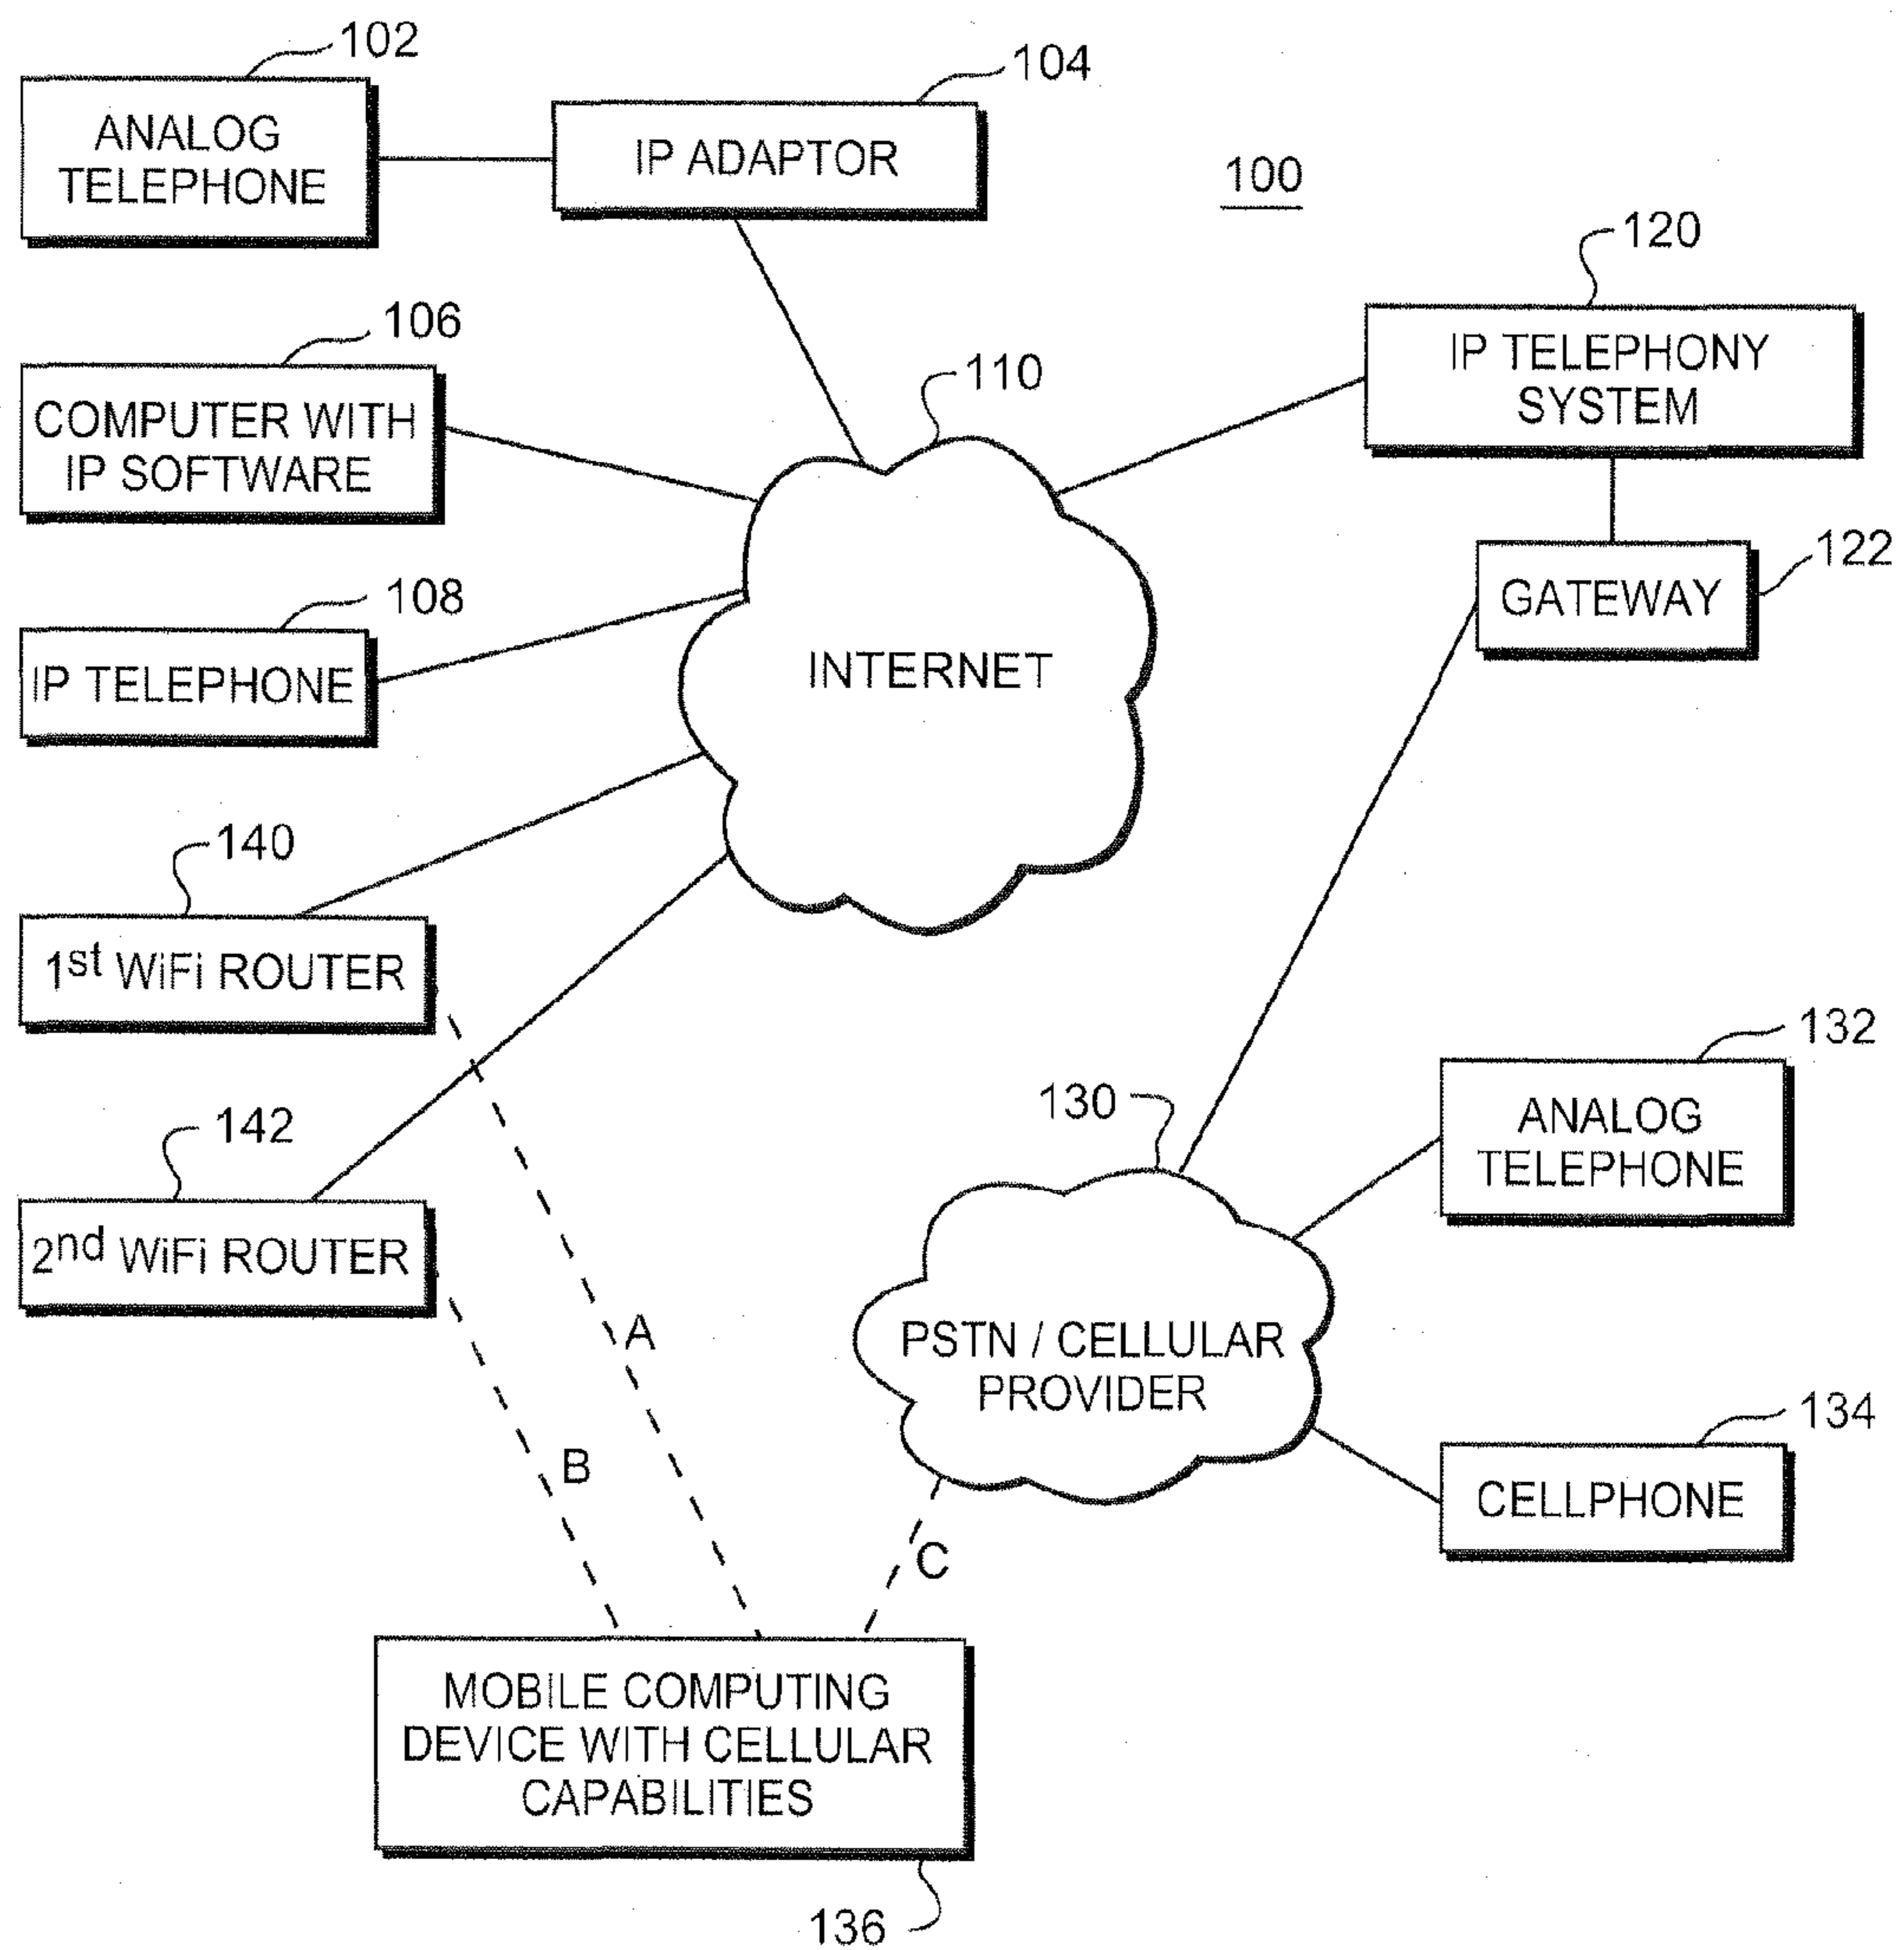 102
ANALOG
TELEPHONE
104
IP ADAPTOR
100
120
IP TELEPHONY
SYSTEM
106
COMPUTER WITH
IP SOFTWARE
110
INTERNET
122
GATEWAY
108
IP TELEPHONE
140
1st WiFi ROUTER
142
2nd WiFi ROUTER
130
PSTN / CELLULAR
PROVIDER
132
ANALOG
TELEPHONE
134
CELLPHONE
A
B
C
MOBILE COMPUTING
DEVICE WITH CELLULAR
CAPABILITIES
136